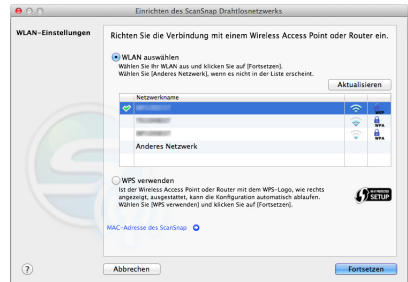 Einrichten des ScanSnap Drahtlosnetzwerks
WLAN-Einstellungen
Richten Sie die Verbindung mit einem Wireless Access Point oder Router ein.
WLAN auswählen
Wählen Sie Ihr WLAN aus und klicken Sie auf [Fortsetzen].
Wählen Sie [Anderes Netzwerk], wenn es nicht in der Liste erscheint.
Aktualisieren
Netzwerkname
WPA
WPA
Anderes Netzwerk
WPS verwenden
Ist der Wireless Access Point oder Router mit dem WPS-Logo, wie rechts
angezeigt, ausgestattet, kann die Konfiguration automatisch ablaufen.
Wählen Sie [WPS verwenden] und klicken Sie auf [Fortsetzen].
SETUP
MAC-Adresse des ScanSnap
?
Abbrechen
Fortsetzen